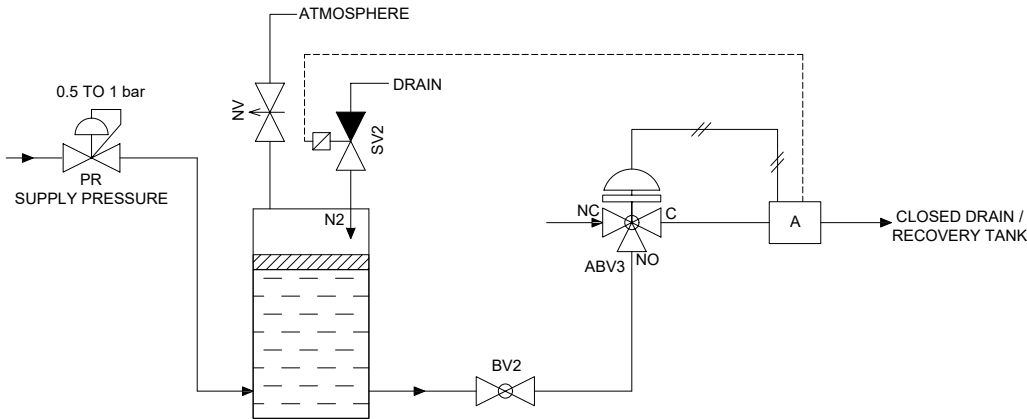 ATMOSPHERE
0.5 TO 1 bar
NV
DRAIN
SV2
PR
SUPPLY PRESSURE
N2
NC
C
A
CLOSED DRAIN /
RECOVERY TANK
ABV3
NO
BV2